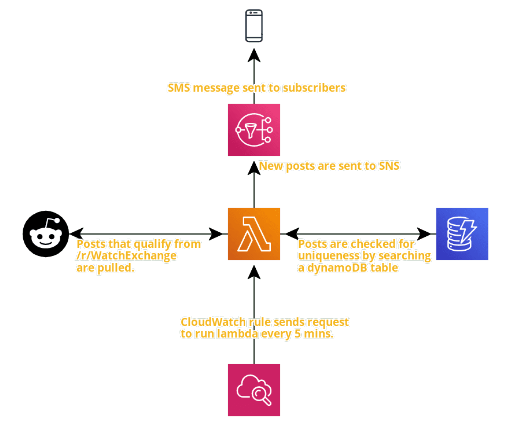 SMS message sent to subscribers
New posts are sent to SNS
Posts that qualify from
/r/WatchExchange
are pulled.
Posts are checked for
uniqueness by searching
a dynamoDB table
CloudWatch rule sends request
to run lambda every 5 mins.